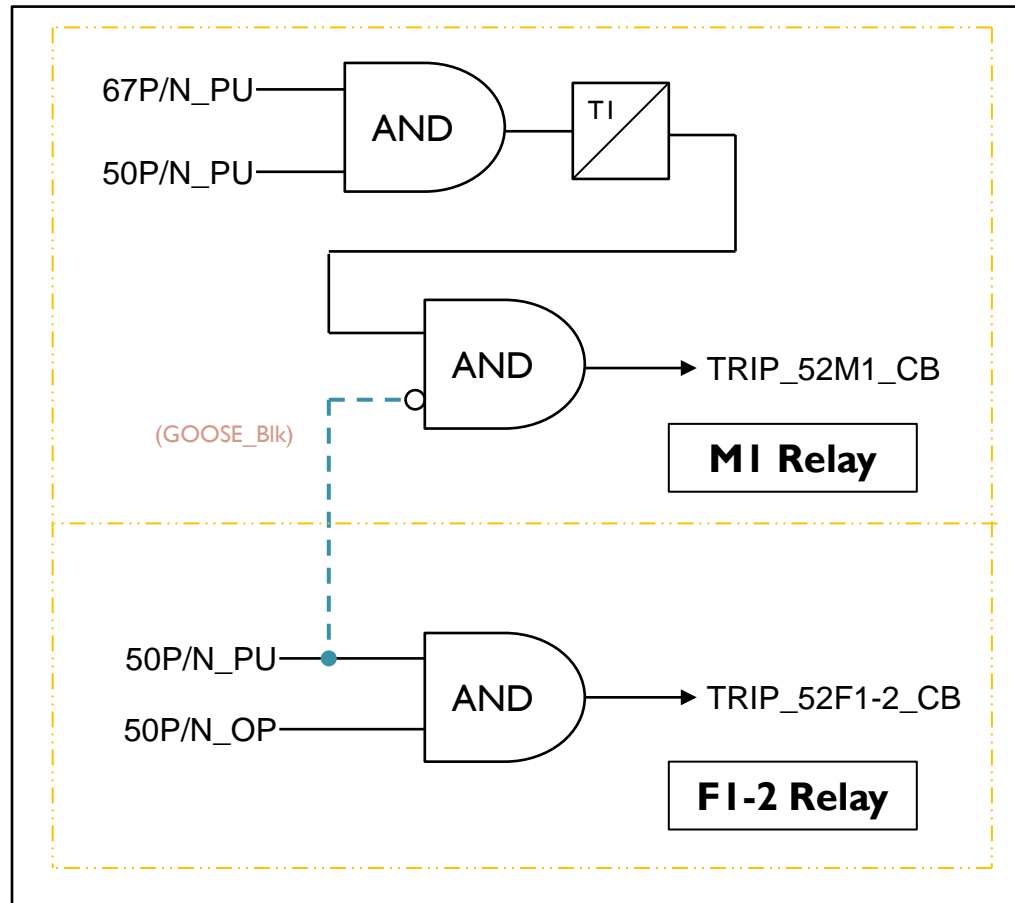 67P/N_PU
AND
T1
50P/N_PU
AND
TRIP_52M1_CB
(GOOSE_Blk)
M1 Relay
50P/N_PU
AND
TRIP_52F1-2_CB
50P/N_OP
F1-2 Relay